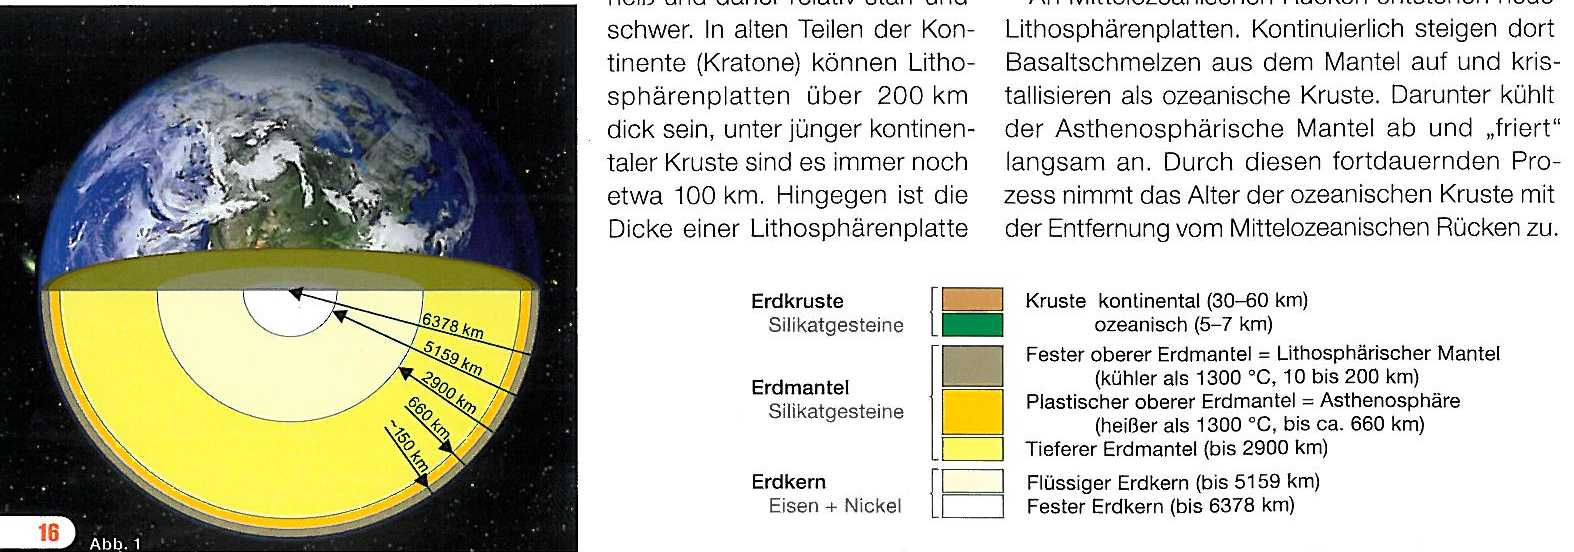 schwer. In alten Teilen der Kon-
tinente (Kratone) können Litho-
sphärenplatten über 200 km
dick sein, unter jünger kontinen-
taler Kruste sind es immer noch
etwa 100 km. Hingegen ist die
Dicke einer Lithosphärenplatte
An Mittelozeanischen Rücken entstehen neue
Lithosphärenplatten. Kontinuierlich steigen dort
Basaltschmelzen aus dem Mantel auf und kris-
tallisieren als ozeanische Kruste. Darunter kühlt
der Asthenosphärische Mantel ab und „friert“
langsam an. Durch diesen fortdauernden Pro-
zess nimmt das Alter der ozeanischen Kruste mit
der Entfernung vom Mittelozeanischen Rücken zu.
6378 km
5159 km
2900 km
660 km
~150 km
16
Abb. 1
Erdkruste
Silikatgesteine
Kruste kontinental (30–60 km)
ozeanisch (5–7 km)
Erdmantel
Silikatgesteine
Fester oberer Erdmantel = Lithosphärischer Mantel
(kühler als 1300 °C, 10 bis 200 km)
Plastischer oberer Erdmantel = Asthenosphäre
(heißer als 1300 °C, bis ca. 660 km)
Tieferer Erdmantel (bis 2900 km)
Erdkern
Eisen + Nickel
Flüssiger Erdkern (bis 5159 km)
Fester Erdkern (bis 6378 km)